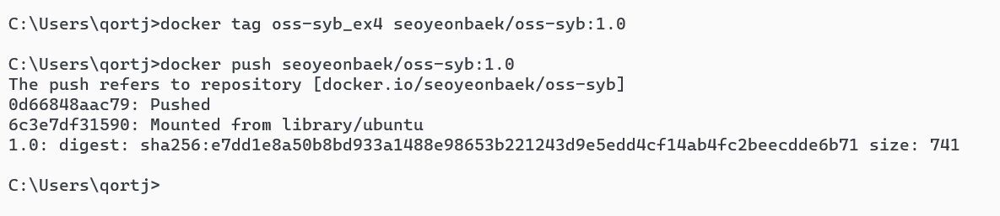 C:\Users\qortj>docker tag oss-syb_ex4 seoyeonbaek/oss-syb:1.0
C:\Users\qortj>docker push seoyeonbaek/oss-syb:1.0
The push refers to repository [docker.io/seoyeonbaek/oss-syb]
0d66848aac79: Pushed
6c3e7df31590: Mounted from library/ubuntu
1.0: digest: sha256:e7dd1e8a50b8bd933a1488e98653b221243d9e5edd4cf14ab4fc2beecdde6b71 size: 741
C:\Users\qortj>